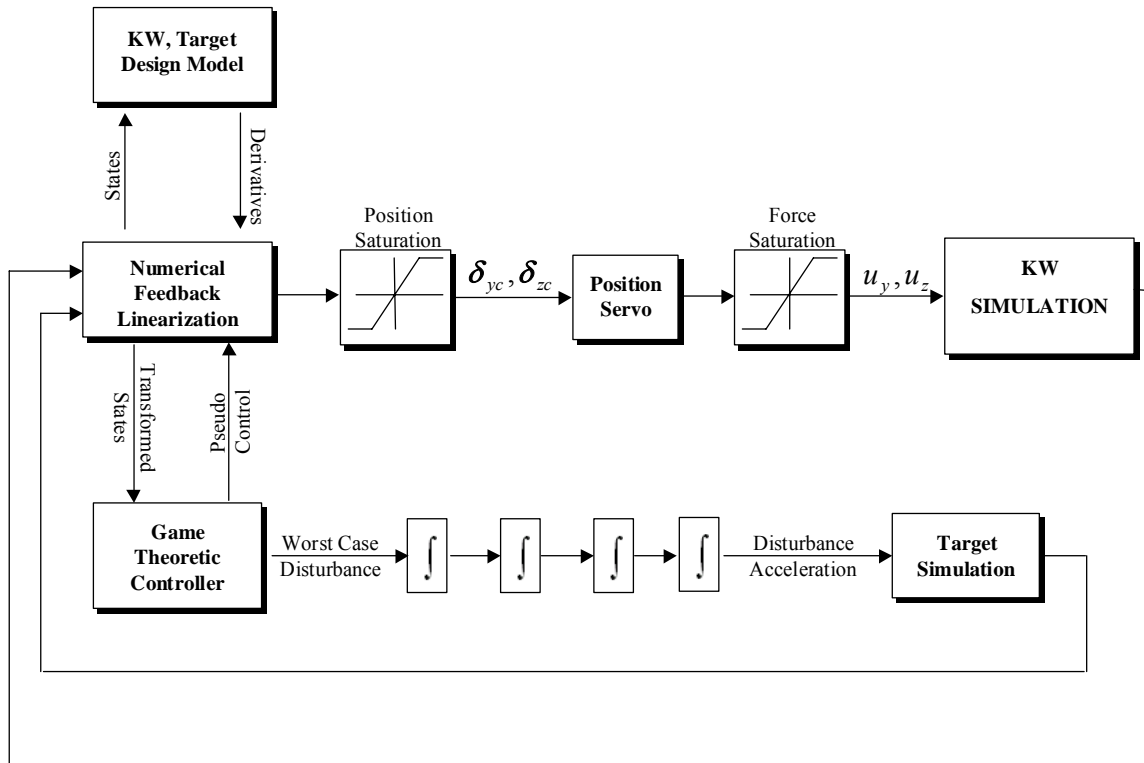 KW, Target
Design Model
States
Derivatives
Position
Saturation
Force
Saturation
Numerical
Feedback
Linearization
δyc, δzc
Position
Servo
uy, uz
KW
SIMULATION
Transformed
States
Pseudo
Control
Game
Theoretic
Controller
Worst Case
Disturbance
∫
∫
∫
∫
Disturbance
Acceleration
Target
Simulation